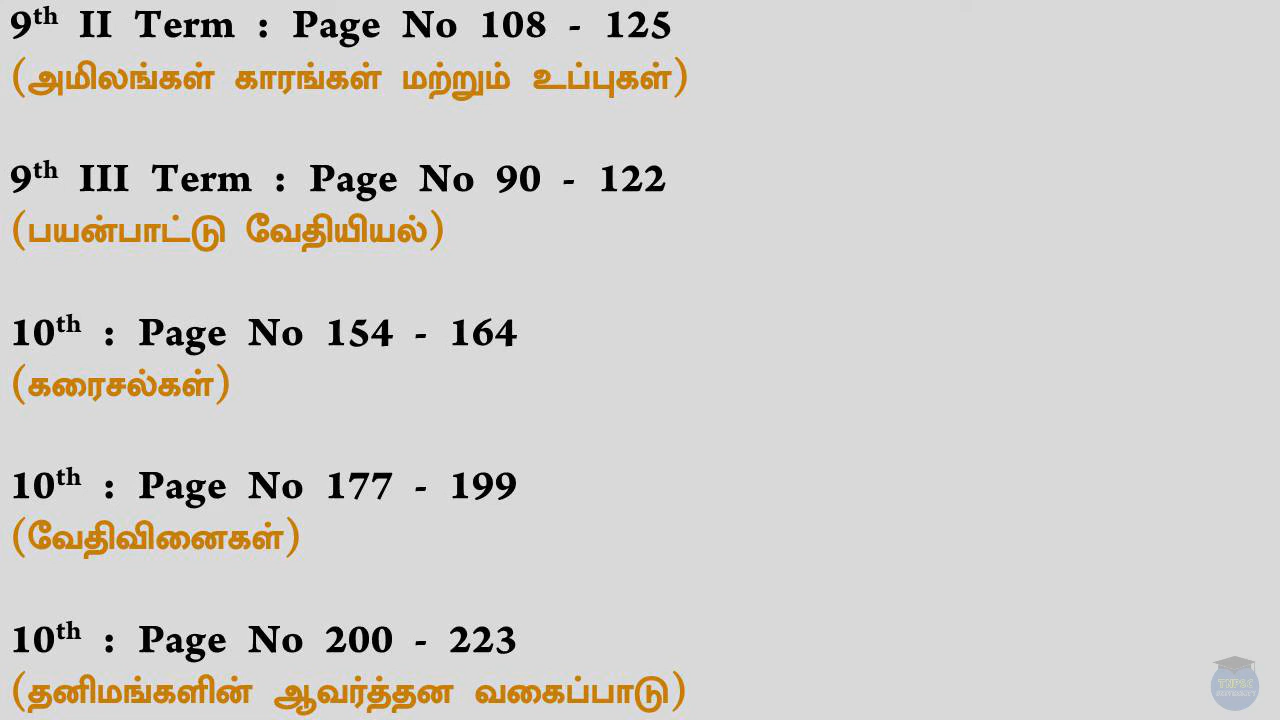 9th II Term : Page No 108 - 125
(அமிலங்கள் காரங்கள் மற்றும் உப்புகள்)
9th III Term : Page No 90 - 122
(பயன்பாட்டு வேதியியல்)
10th : Page No 154 - 164
(கரைசல்கள்)
10th : Page No 177 - 199
(வேதிவினைகள்)
10th : Page No 200 - 223
(தனிமங்களின் ஆவர்த்தன வகைப்பாடு)
TNPSC